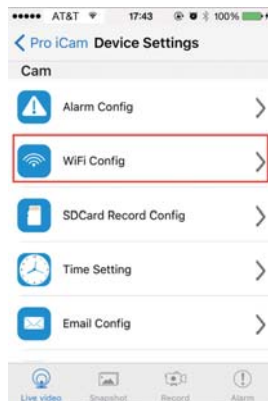 AT&T 17:43 100%
Pro iCam Device Settings
Cam
Alarm Config
WiFi Config
SDCard Record Config
Time Setting
Email Config
Live video Snapshot Record Alarm